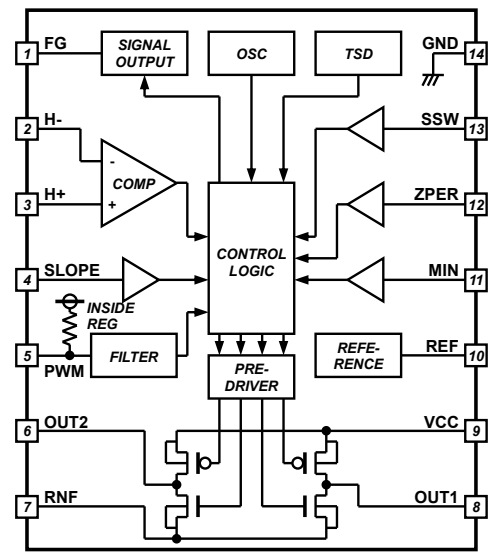 FG
1
SIGNAL
OUTPUT
OSC
TSD
GND
14
H-
2
SSW
13
-
COMP
+
H+
3
ZPER
12
CONTROL
LOGIC
SLOPE
4
MIN
11
INSIDE
REG
5
PWM
FILTER
PRE-
DRIVER
REFE-
RENCE
REF
10
OUT2
6
VCC
9
RNF
7
OUT1
8